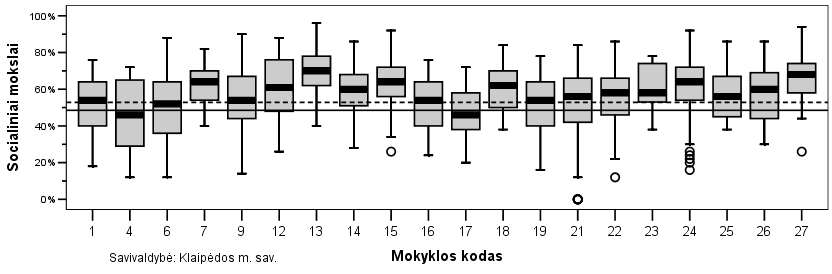 Socialiniai mokslai
100%
80%
60%
40%
20%
0%
1 4 6 7 9 12 13 14 15 16 17 18 19 21 22 23 24 25 26 27
Savivaldybė: Klaipėdos m. sav.
Mokyklos kodas